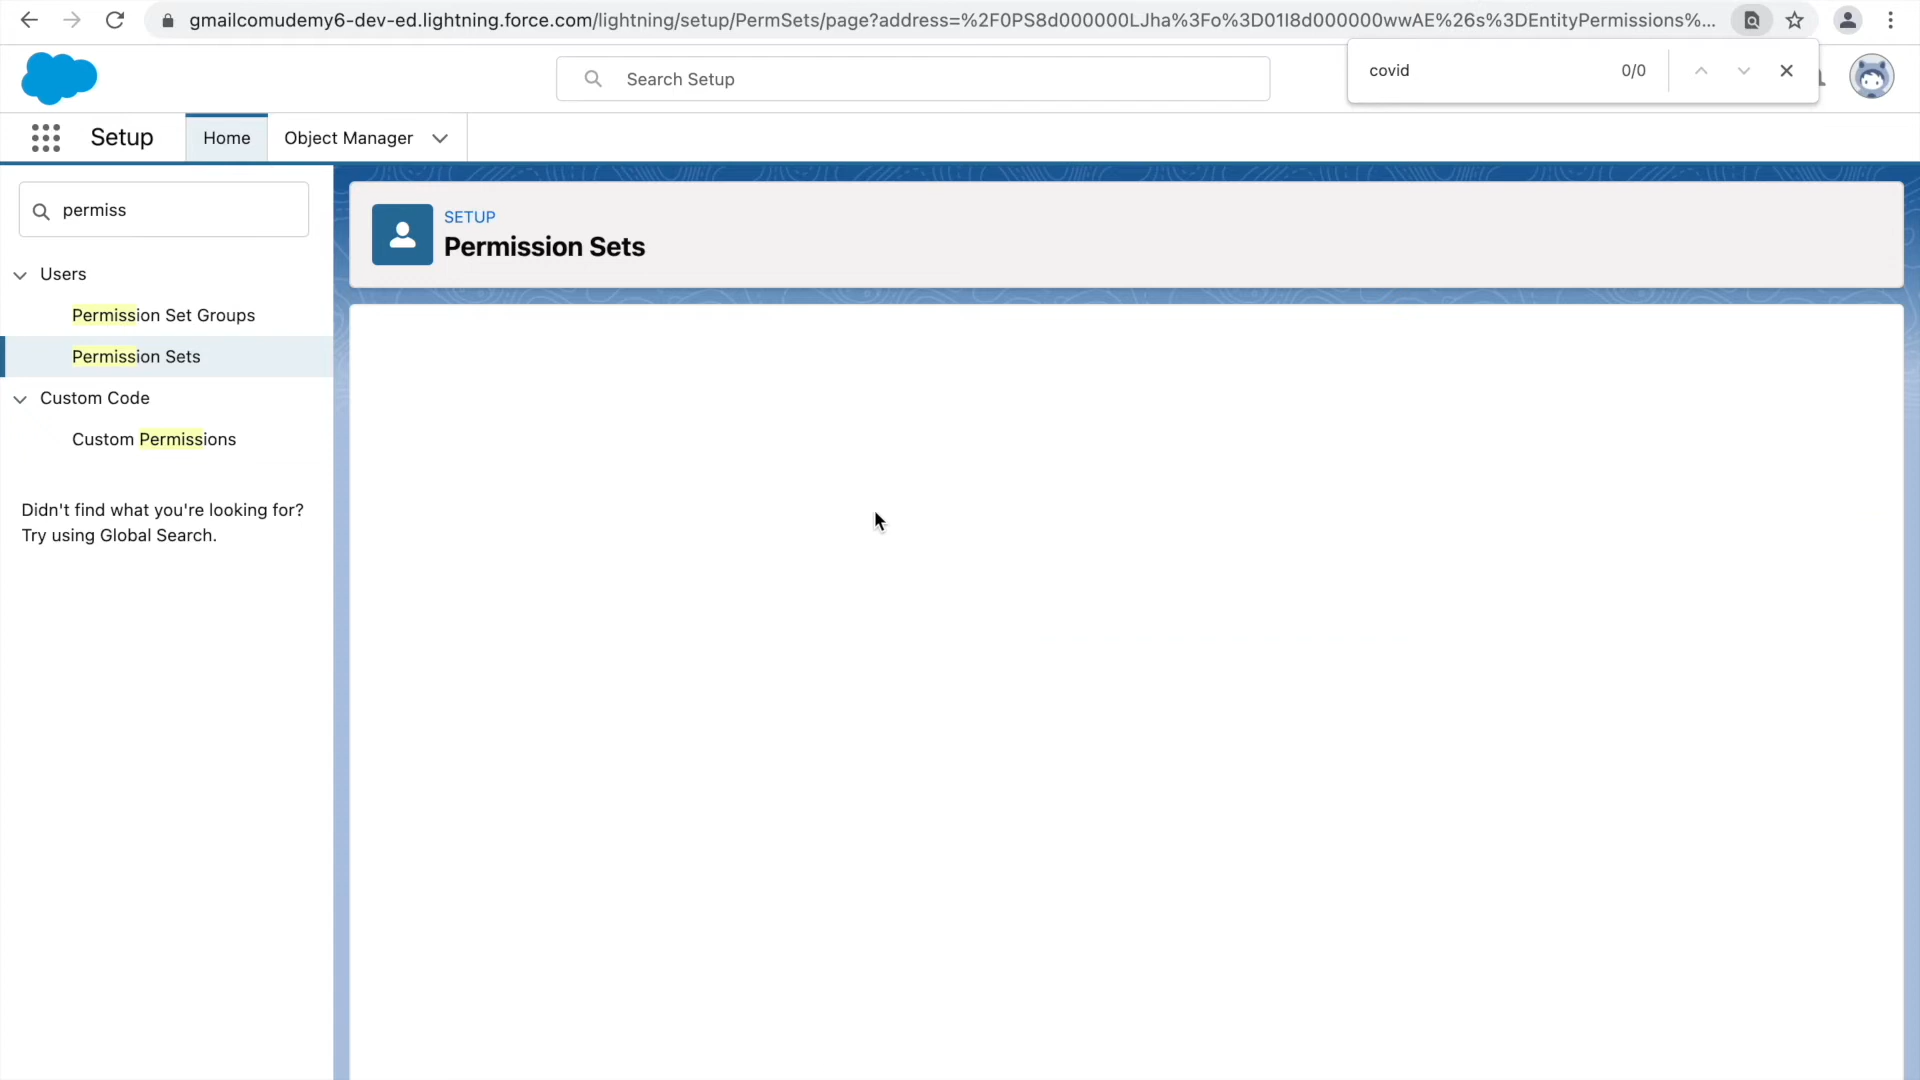 gmailcomudemy6-dev-ed.lightning.force.com/lightning/setup/PermSets/page?address=%2F0PS8d000000LJha%3Fo%3D01I8d000000wwAE%26s%3DEntityPermissions%...
covid 0/0
Search Setup
Setup Home Object Manager
permiss
Users
Permission Set Groups
Permission Sets
Custom Code
Custom Permissions
Didn't find what you're looking for?
Try using Global Search.
SETUP
Permission Sets